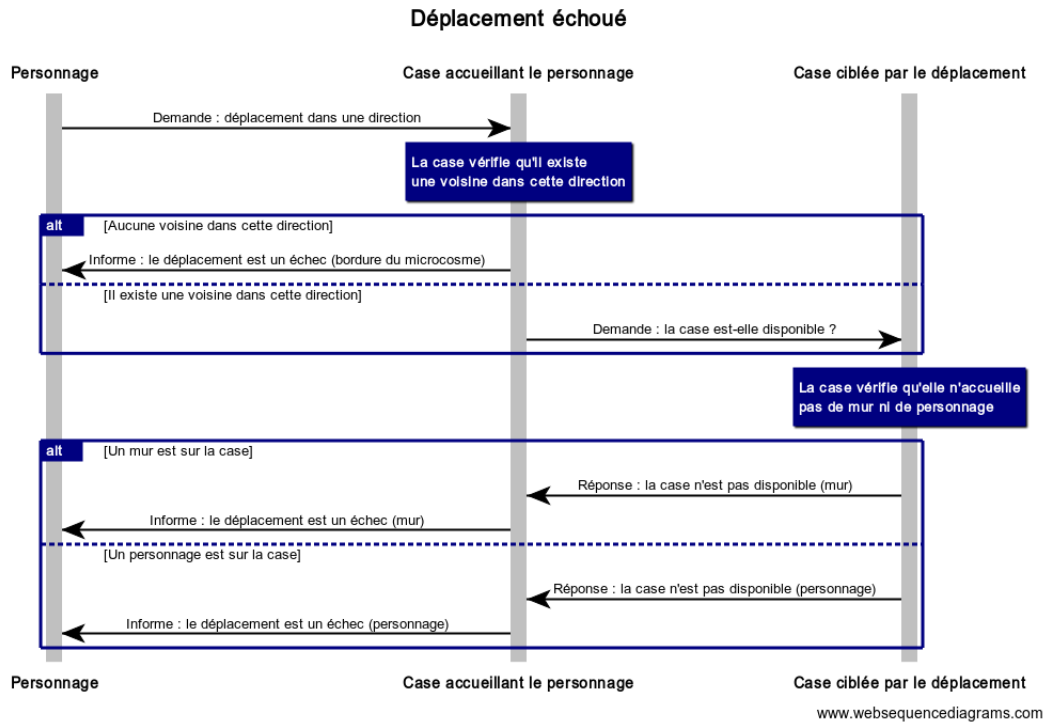 Déplacement échoué
Personnage
Case accueillant le personnage
Case ciblée par le déplacement
Demande : déplacement dans une direction
La case vérifie qu'il existe
une voisine dans cette direction
alt
[Aucune voisine dans cette direction]
Informe : le déplacement est un échec (bordure du microcosme)
[Il existe une voisine dans cette direction]
Demande : la case est-elle disponible ?
La case vérifie qu'elle n'accueille
pas de mur ni de personnage
alt
[Un mur est sur la case]
Réponse : la case n'est pas disponible (mur)
Informe : le déplacement est un échec (mur)
[Un personnage est sur la case]
Réponse : la case n'est pas disponible (personnage)
Informe : le déplacement est un échec (personnage)
Personnage
Case accueillant le personnage
Case ciblée par le déplacement
www.websequencediagrams.com